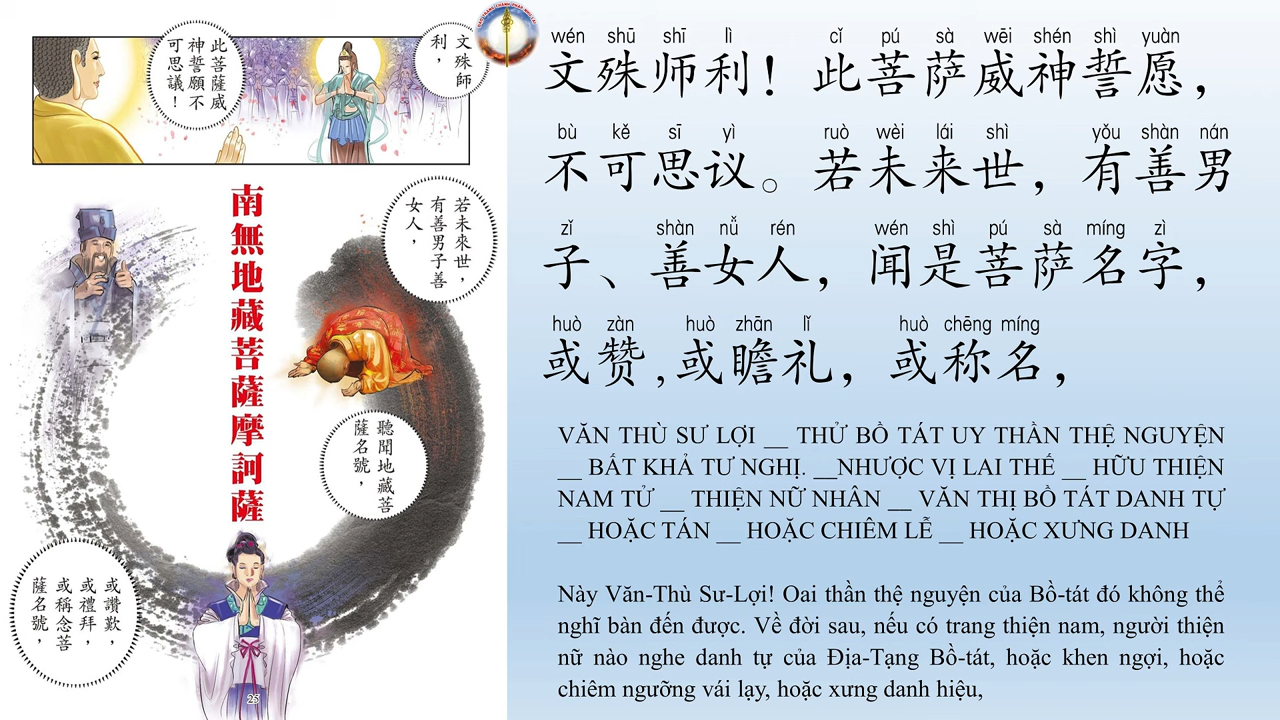 文殊師
利，
此菩薩威
神誓願不
可思議！
若未來世，
有善男子善
女人，
南無地藏菩薩摩訶薩
聽聞地藏菩
薩名號，
或讚歎，
或禮拜，
或稱念菩
薩名號，
25
wén shū shī lì cǐ pú sà wēi shén shì yuàn
文殊师利！此菩萨威神誓愿，
bù kě sī yì ruò wèi lái shì yǒu shàn nán
不可思议。若未来世，有善男
zǐ shàn nǚ rén wén shì pú sà míng zì
子、善女人，闻是菩萨名字，
huò zàn huò zhān lǐ huò chēng míng
或赞,或瞻礼，或称名，
VĂN THÙ SƯ LỢI __ THỬ BỒ TÁT UY THẦN THỆ NGUYỆN
__ BẤT KHẢ TƯ NGHỊ. __NHƯỢC VỊ LAI THẾ __ HỮU THIỆN
NAM TỬ __ THIỆN NỮ NHÂN __ VĂN THỊ BỒ TÁT DANH TỰ
__ HOẶC TÁN __ HOẶC CHIÊM LỄ __ HOẶC XƯNG DANH
Này Văn-Thù Sư-Lợi! Oai thần thệ nguyện của Bồ-tát đó không thể
nghĩ bàn đến được. Về đời sau, nếu có trang thiện nam, người thiện
nữ nào nghe danh tự của Địa-Tạng Bồ-tát, hoặc khen ngợi, hoặc
chiêm ngưỡng vái lạy, hoặc xưng danh hiệu,